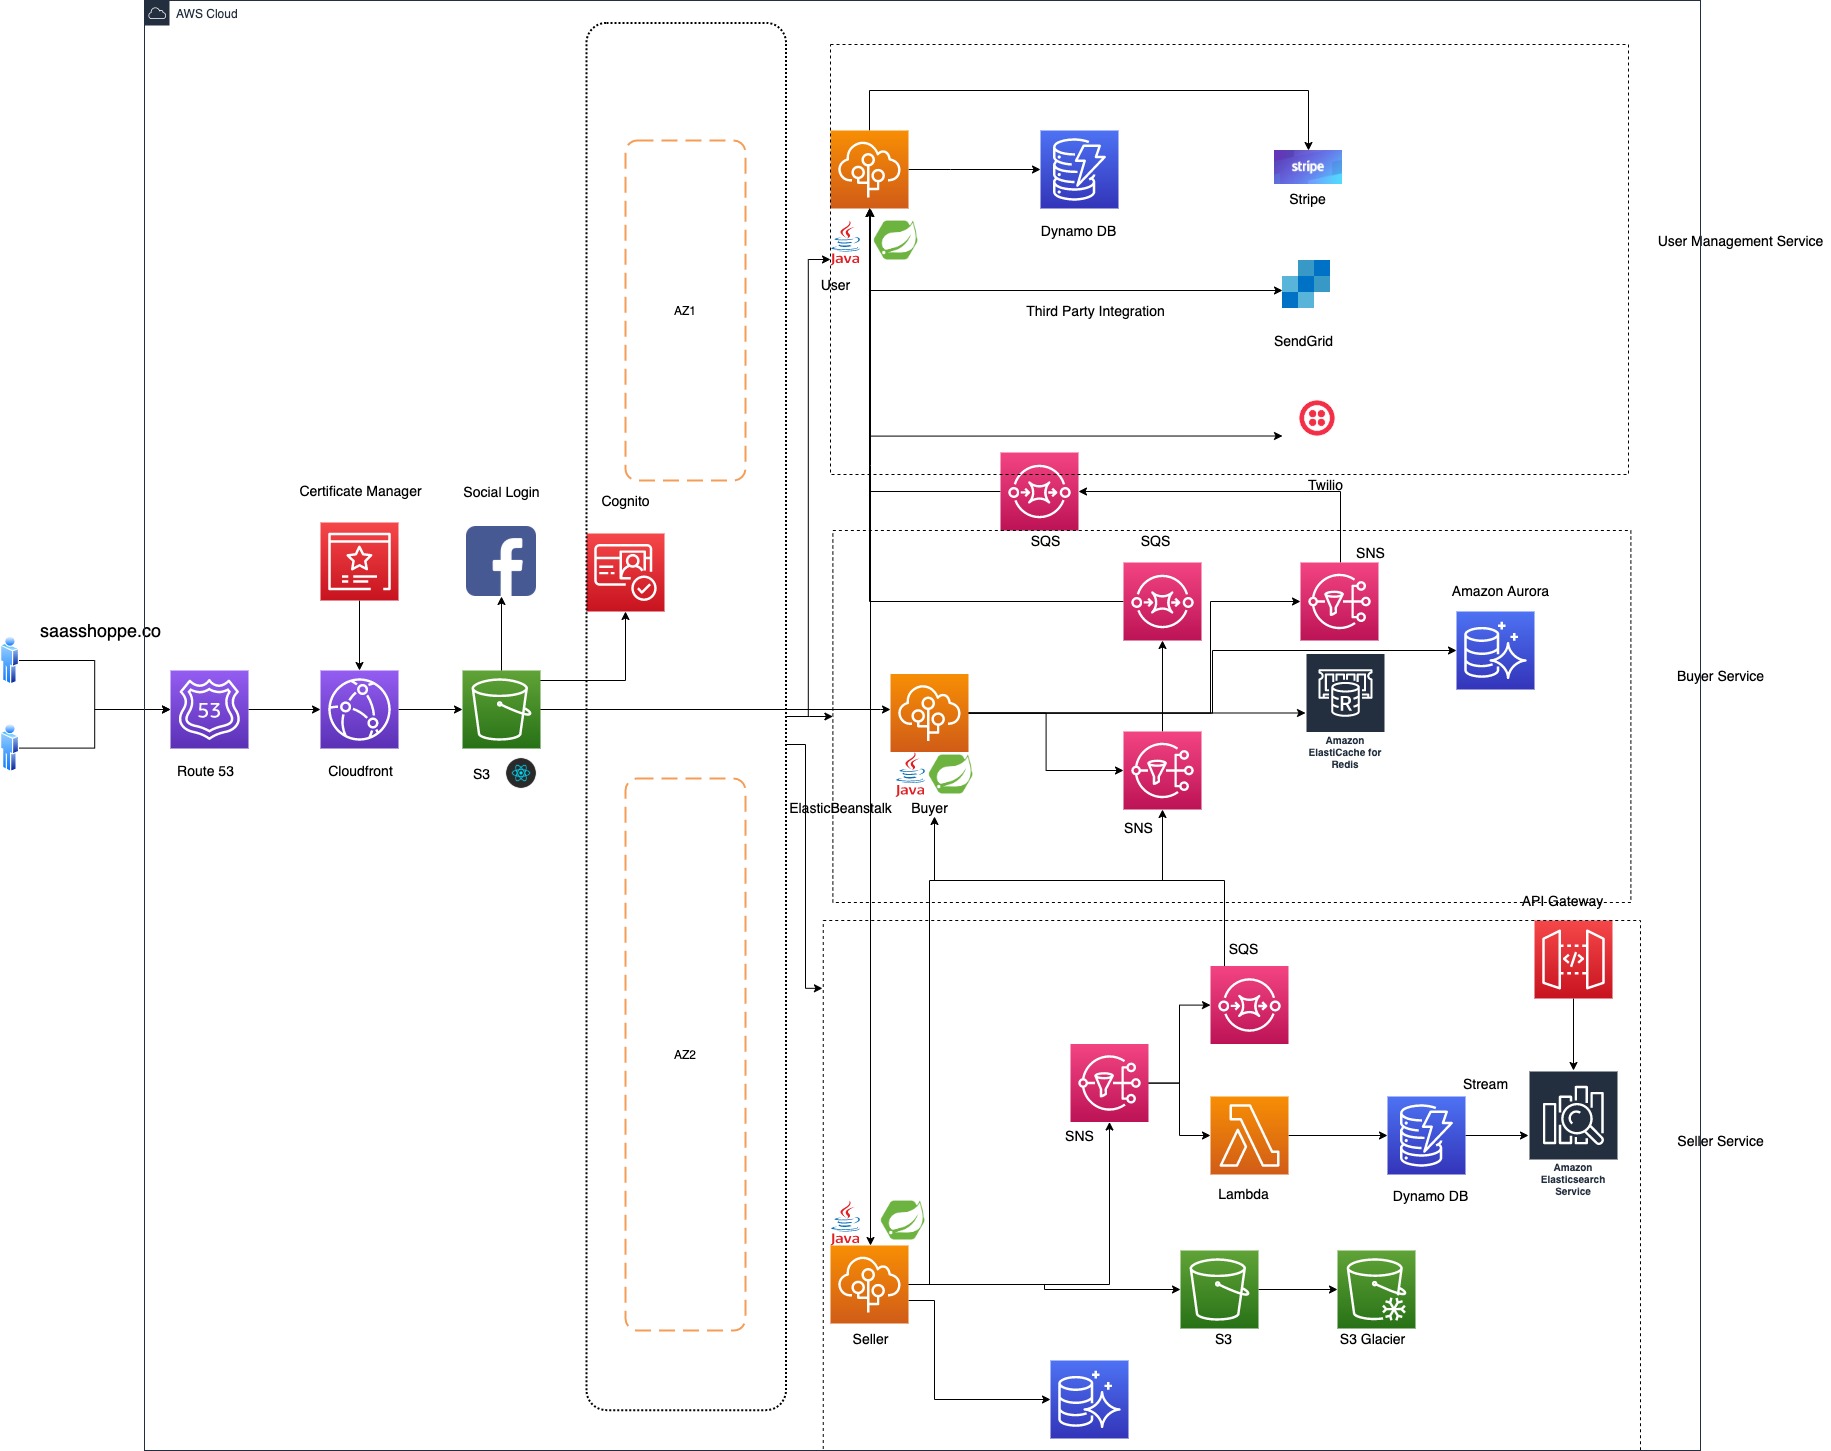 AWS Cloud
stripe
Stripe
Dynamo DB
User Management Service
Java
User
AZ1
Third Party Integration
SendGrid
Twilio
Certificate Manager
Social Login
Cognito
SQS
SQS
SNS
Amazon Aurora
saasshoppe.co
53
R
Buyer Service
Route 53
Cloudfront
S3
Amazon
ElastiCache for
Redis
Java
ElasticBeanstalk
Buyer
SNS
API Gateway
</>
SQS
AZ2
Stream
SNS
Seller Service
Lambda
Dynamo DB
Amazon
Elasticsearch
Service
Java
Seller
S3
S3 Glacier